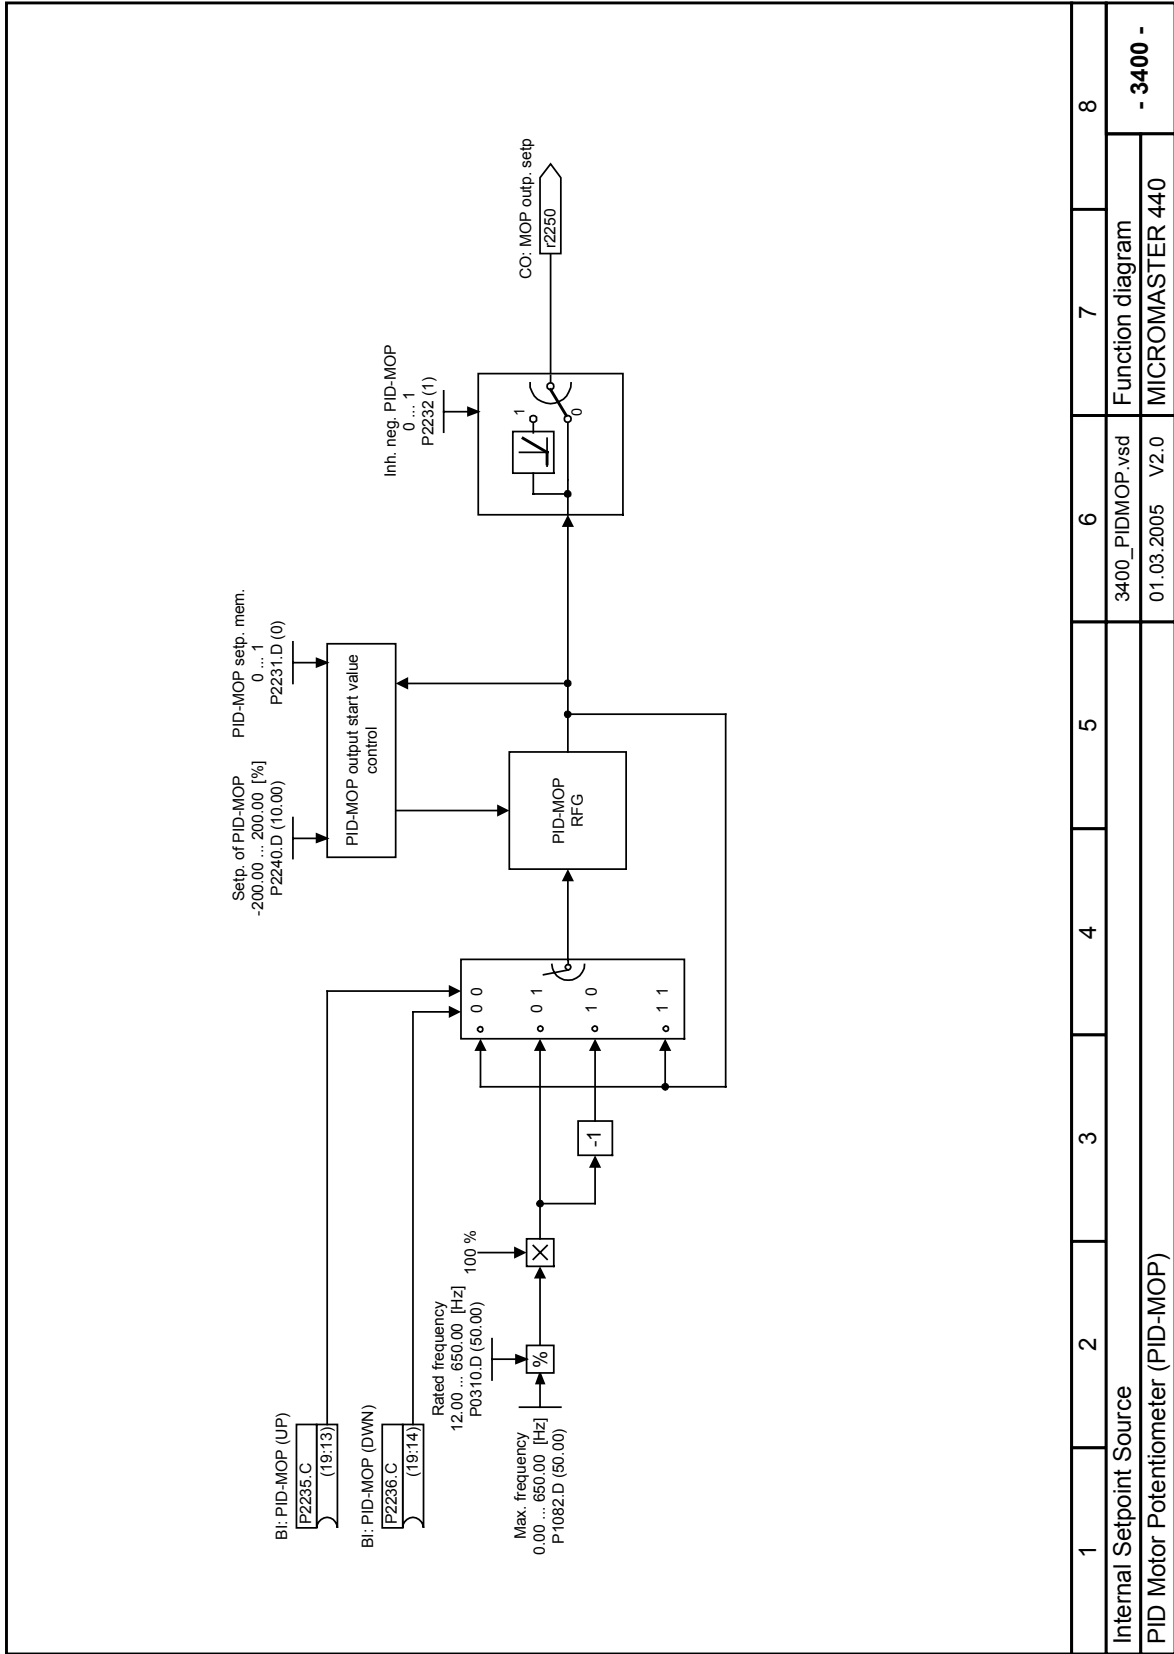 BI: PID-MOP (UP)
P2235.C
(19:13)
BI: PID-MOP (DWN)
P2236.C
(19:14)
Max. frequency
0.00 ... 650.00 [Hz]
P1082.D (50.00)
Rated frequency
12.00 ... 650.00 [Hz]
P0310.D (50.00)
%
100 %
-1
0 0
0 1
1 0
1 1
Setp. of PID-MOP
-200.00 ... 200.00 [%]
P2240.D (10.00)
PID-MOP setp. mem.
0 ... 1
P2231.D (0)
PID-MOP output start value
control
PID-MOP
RFG
Inh. neg. PID-MOP
0 ... 1
P2232 (1)
1
0
CO: MOP outp. setp
r2250
1 2 3 4 5 6 7 8
Internal Setpoint Source
3400_PIDMOP.vsd
Function diagram
- 3400 -
PID Motor Potentiometer (PID-MOP)
01.03.2005 V2.0
MICROMASTER 440